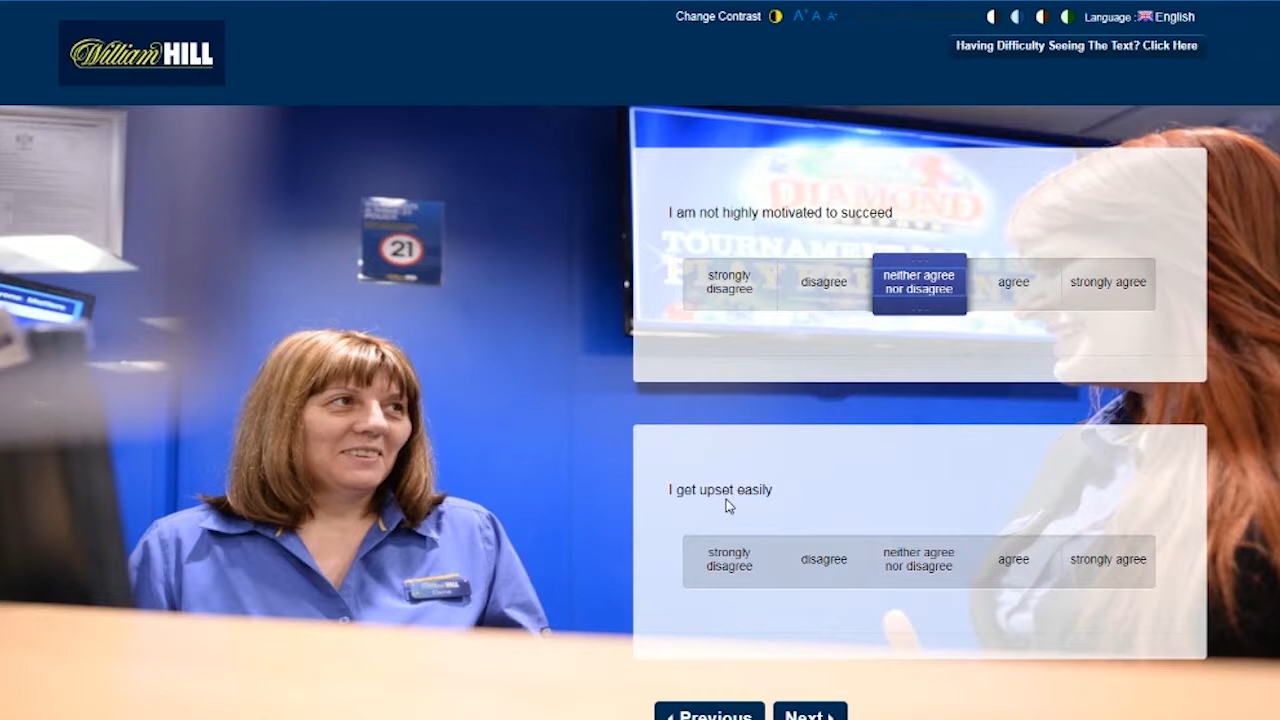 Change Contrast A+ A A-
Language : English
William HILL
Having Difficulty Seeing The Text? Click Here
DIAMOND
TOURNAMENT
I am not highly motivated to succeed
strongly disagree
disagree
neither agree nor disagree
agree
strongly agree
21
I get upset easily
strongly disagree
disagree
neither agree nor disagree
agree
strongly agree
HILL
Previous
Next